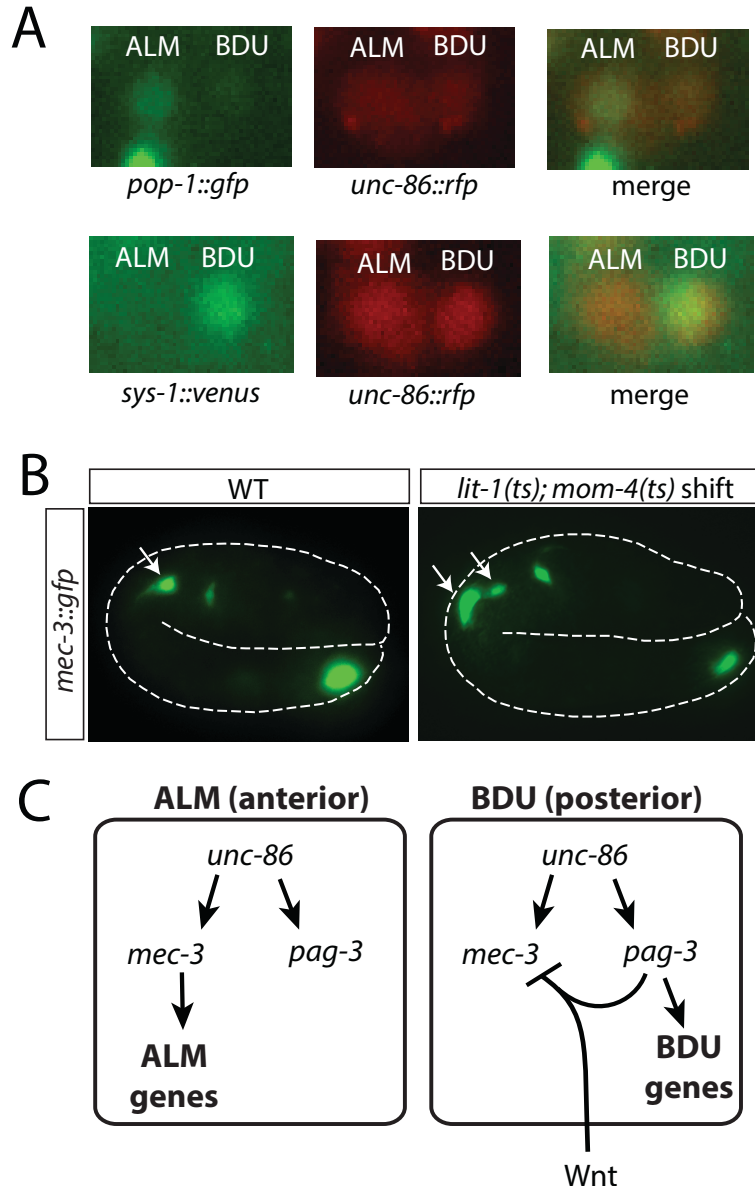 A
ALM BDU
ALM BDU
ALM BDU
pop-1::gfp
unc-86::rfp
merge
ALM BDU
ALM BDU
ALM BDU
sys-1::venus
unc-86::rfp
merge
B
WT
lit-1(ts); mom-4(ts) shift
mec-3::gfp
C
ALM (anterior)
BDU (posterior)
unc-86
unc-86
mec-3
pag-3
mec-3
pag-3
ALM
genes
BDU
genes
Wnt